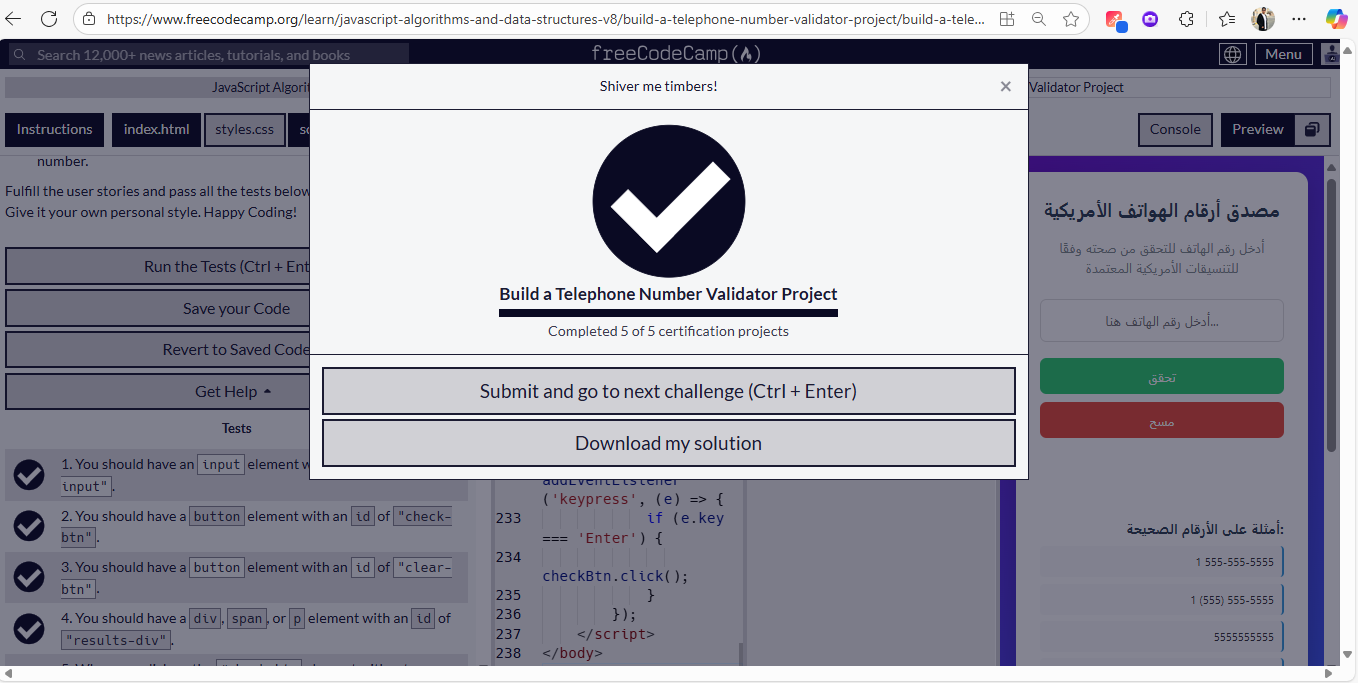 https://www.freecodecamp.org/learn/javascript-algorithms-and-data-structures-v8/build-a-telephone-number-validator-project/build-a-tele...
Search 12,000+ news articles, tutorials, and books
freeCodeCamp(🔥)
Menu
JavaScript Algorit
Validator Project
Shiver me timbers!
×
Instructions
index.html
styles.css
Console
Preview
number.
Fulfill the user stories and pass all the tests below
Give it your own personal style. Happy Coding!
Run the Tests (Ctrl + Ent
Save your Code
Revert to Saved Code
Get Help
Tests
1. You should have an input element w
input".
2. You should have a button element with an id of "check-
btn".
3. You should have a button element with an id of "clear-
btn".
4. You should have a div, span, or p element with an id of
"results-div".
Build a Telephone Number Validator Project
Completed 5 of 5 certification projects
Submit and go to next challenge (Ctrl + Enter)
Download my solution
addEventListener
('keypress', (e) => {
233 if (e.key
=== 'Enter') {
234
checkBtn.click();
235 }
236 });
237 </script>
238 </body>
مصدق أرقام الهواتف الأمريكية
أدخل رقم الهاتف للتحقق من صحته وفقًا
للتنسيقات الأمريكية المعتمدة
أدخل رقم الهاتف هنا...
تحقق
مسح
أمثلة على الأرقام الصحيحة:
1 555-555-5555
1 (555) 555-5555
5555555555